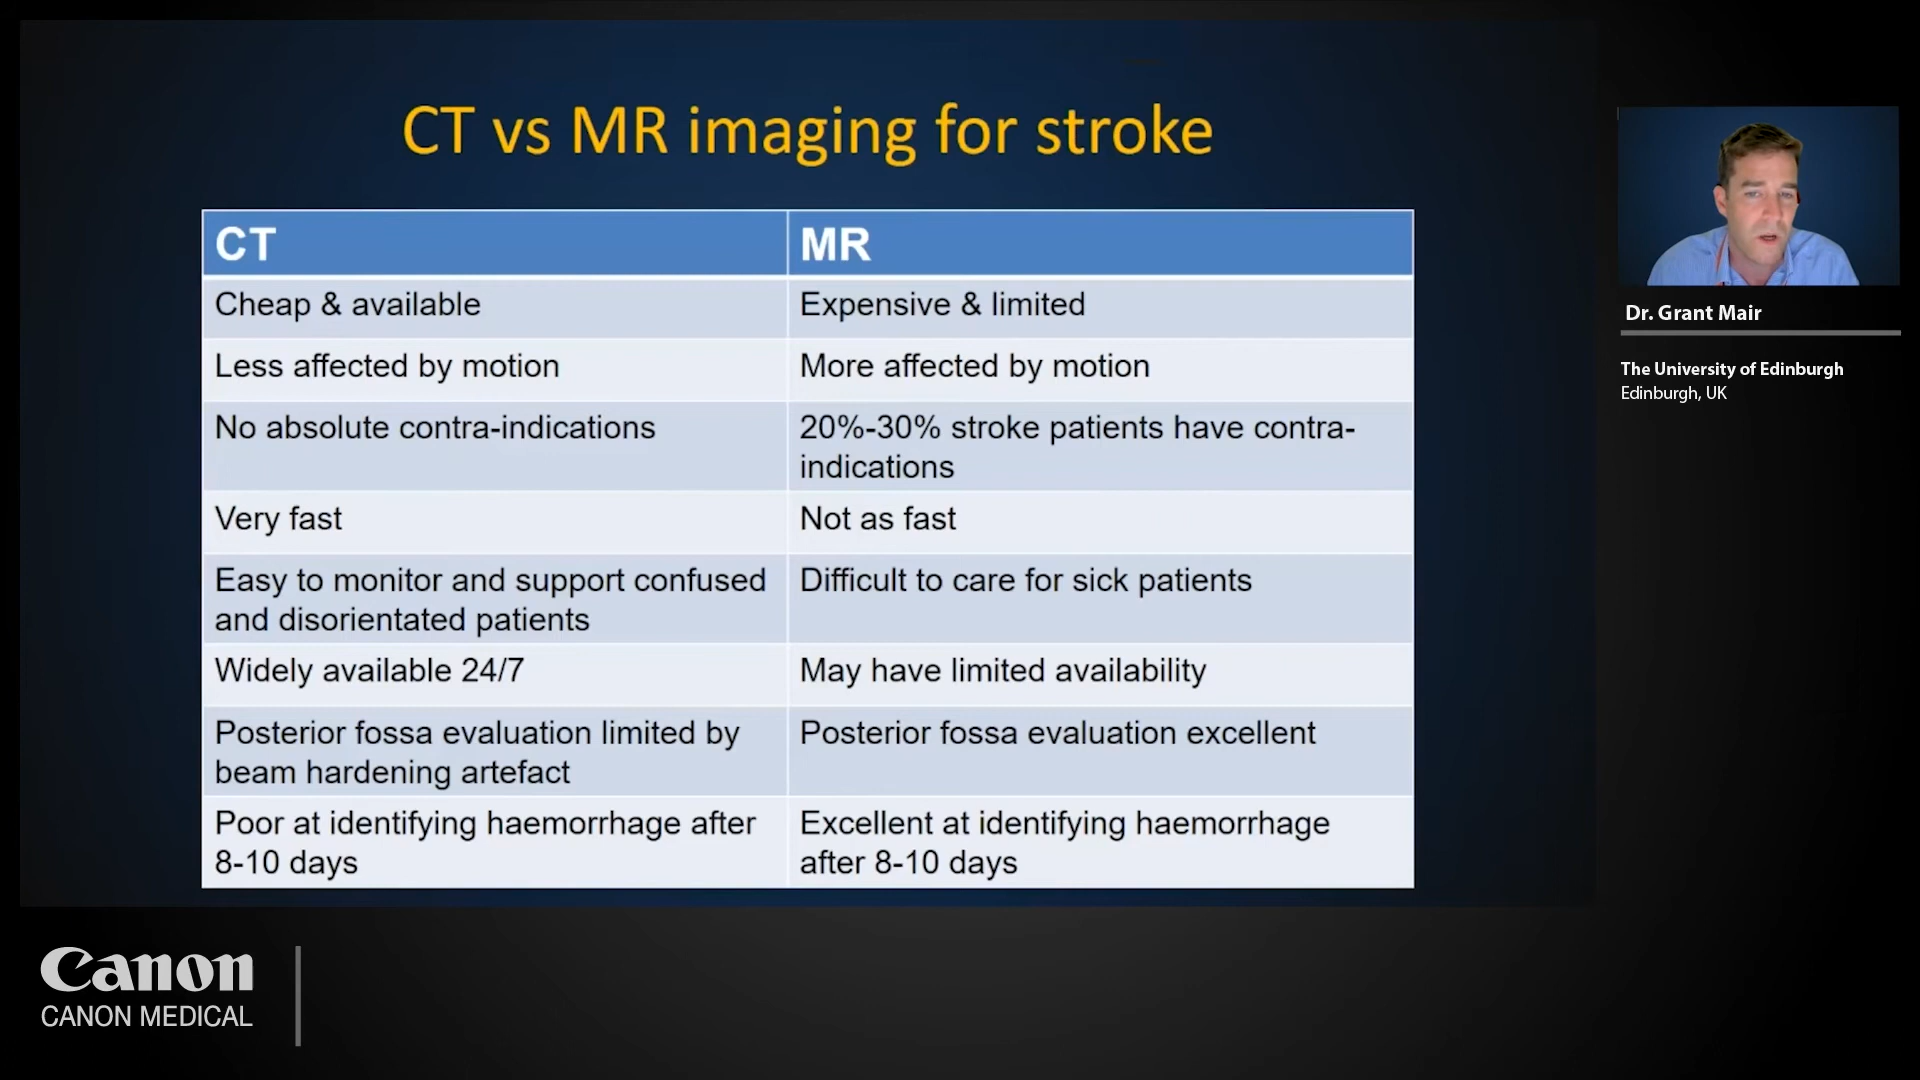 CT vs MR imaging for stroke
CT
MR
Cheap & available
Expensive & limited
Less affected by motion
More affected by motion
No absolute contra-indications
20%-30% stroke patients have contra-
indications
Very fast
Not as fast
Easy to monitor and support confused
and disorientated patients
Difficult to care for sick patients
Widely available 24/7
May have limited availability
Posterior fossa evaluation limited by
beam hardening artefact
Posterior fossa evaluation excellent
Poor at identifying haemorrhage after
8-10 days
Excellent at identifying haemorrhage
after 8-10 days
Dr. Grant Mair
The University of Edinburgh
Edinburgh, UK
Canon
CANON MEDICAL